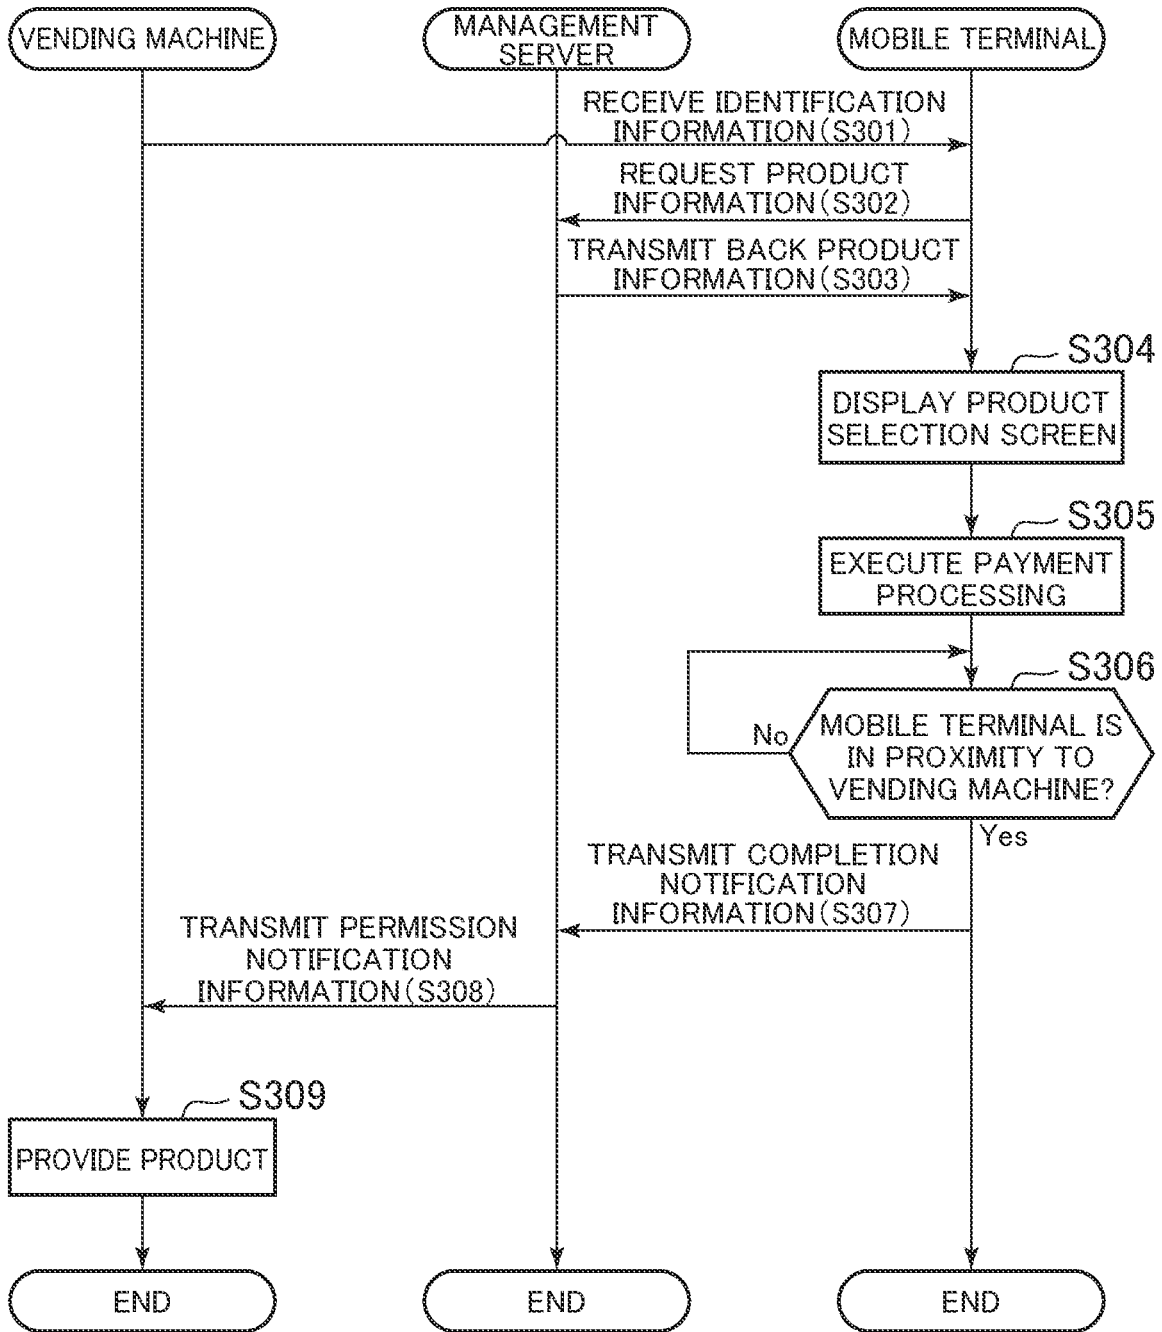 VENDING MACHINE
MANAGEMENT
SERVER
MOBILE TERMINAL
RECEIVE IDENTIFICATION
INFORMATION(S301)
REQUEST PRODUCT
INFORMATION(S302)
TRANSMIT BACK PRODUCT
INFORMATION(S303)
S304
DISPLAY PRODUCT
SELECTION SCREEN
S305
EXECUTE PAYMENT
PROCESSING
S306
MOBILE TERMINAL IS
IN PROXIMITY TO
VENDING MACHINE?
No
Yes
TRANSMIT COMPLETION
NOTIFICATION
INFORMATION(S307)
TRANSMIT PERMISSION
NOTIFICATION
INFORMATION(S308)
S309
PROVIDE PRODUCT
END
END
END